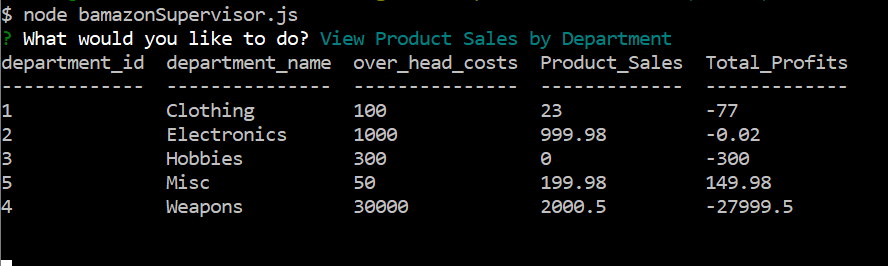 $ node bamazonSupervisor.js
? What would you like to do? View Product Sales by Department
department_id  department_name  over_head_costs  Product_Sales  Total_Profits
-------------  ---------------  ---------------  -------------  -------------
1              Clothing         100              23             -77
2              Electronics      1000             999.98         -0.02
3              Hobbies          300              0              -300
5              Misc             50               199.98         149.98
4              Weapons          30000            2000.5         -27999.5